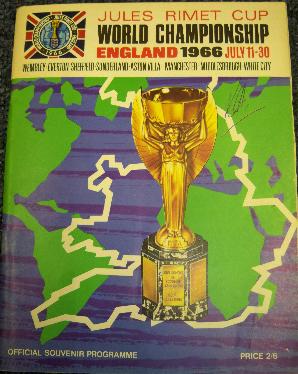 JULES RIMET CUP
WORLD CHAMPIONSHIP
ENGLAND 1966 JULY 11-30
WEMBLEY·EVERTON·SHEFFIELD·SUNDERLAND·ASTON VILLA·MANCHESTER·MIDDLESBROUGH·WHITE CITY
OFFICIAL SOUVENIR PROGRAMME
PRICE 2/6